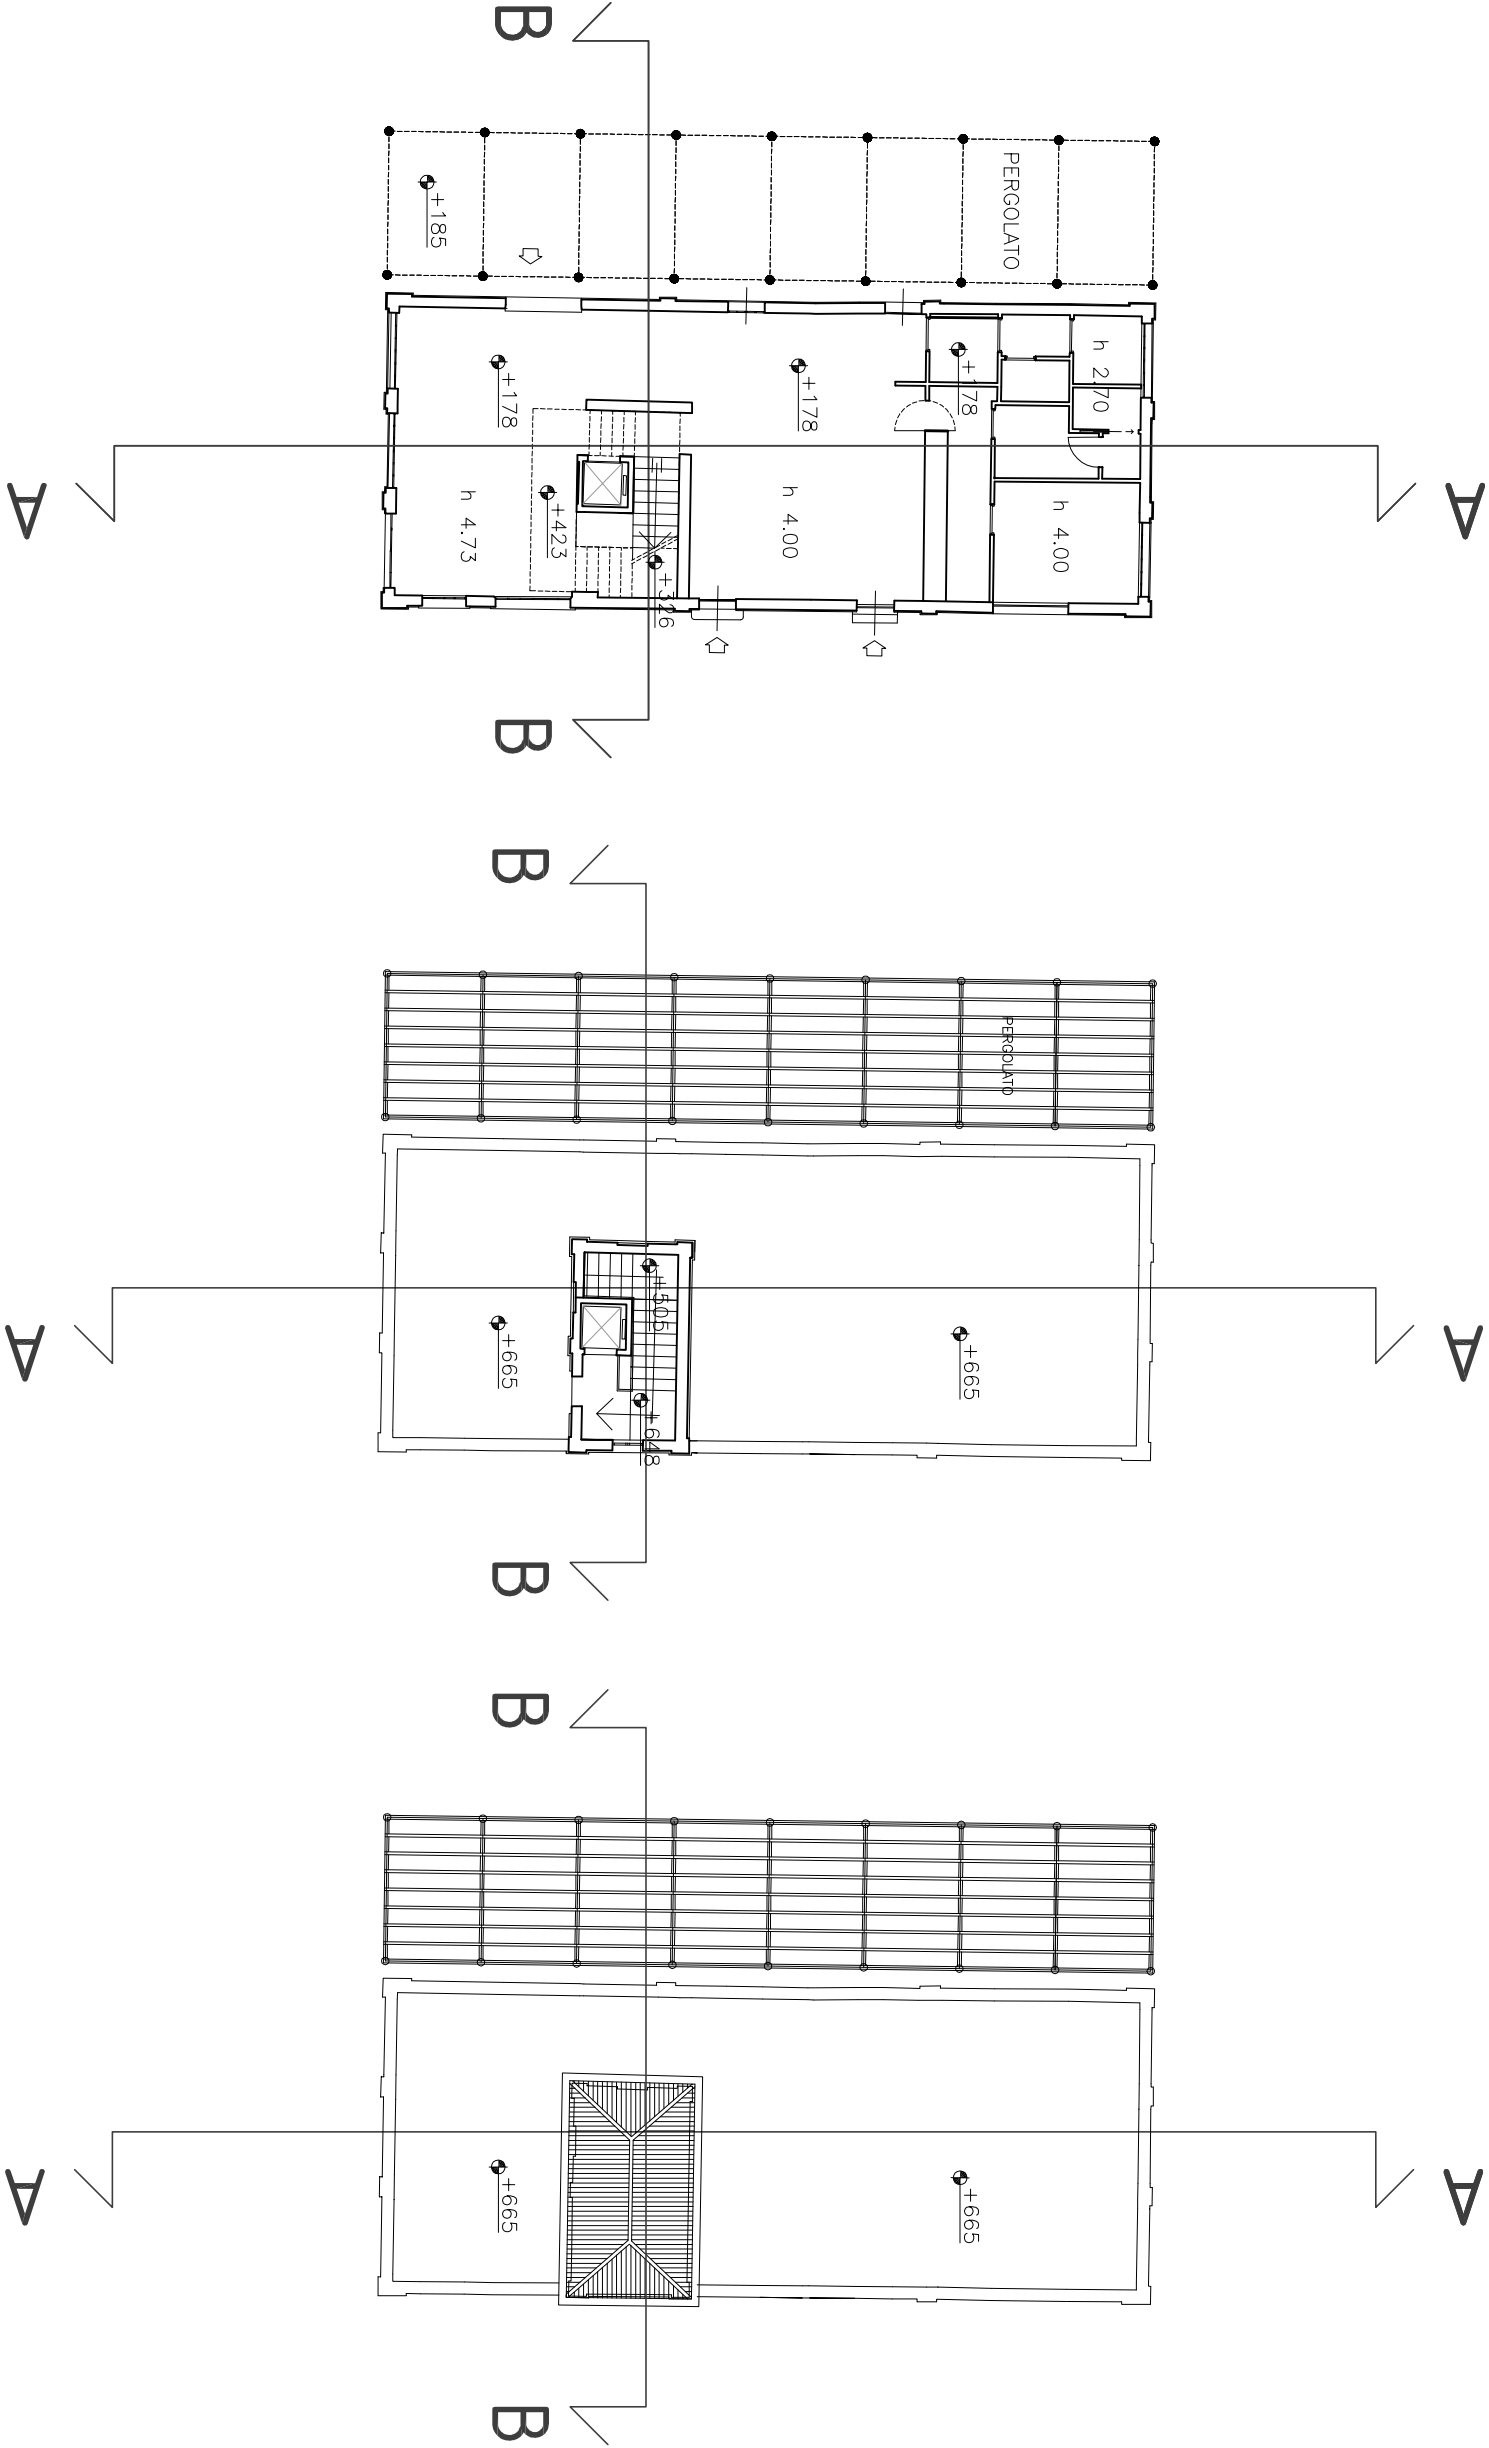 B
PERGOLATO
+185
+178
+178
+178
h 2.70
A
h 4.73
+423
+326
h 4.00
h 4.00
A
B
B
PERGOLATO
+505
A
+665
+648
+665
A
B
B
A
+665
+665
A
B